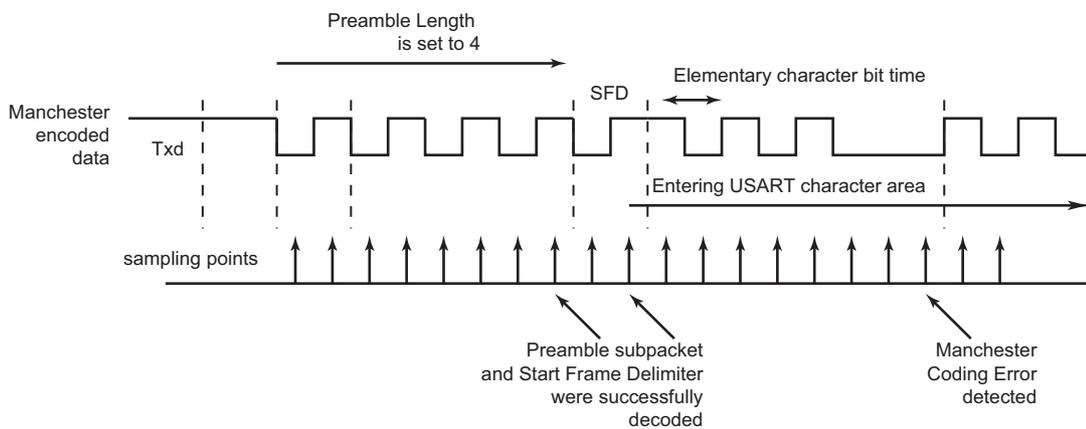 Preamble Length
is set to 4
Elementary character bit time
SFD
Manchester
encoded
data
Txd
Entering USART character area
sampling points
Preamble subpacket
and Start Frame Delimiter
were successfully
decoded
Manchester
Coding Error
detected